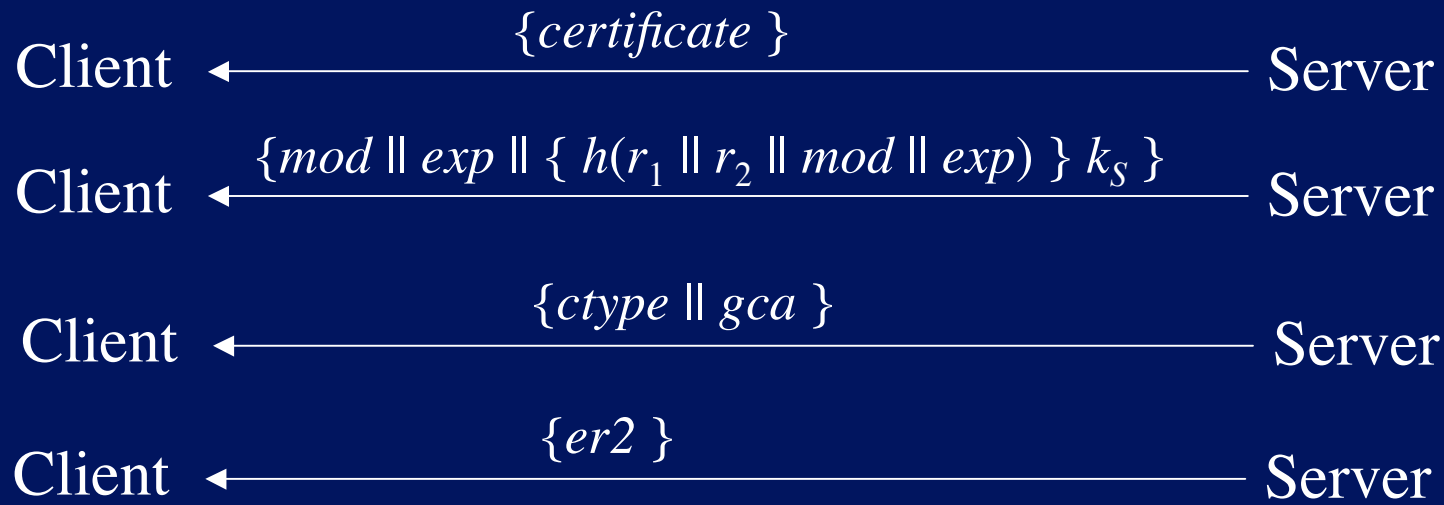 {certificate }
Client Server
{mod || exp || { h(r₁ || r₂ || mod || exp) } kₛ }
Client Server
{ctype || gca }
Client Server
{er2 }
Client Server